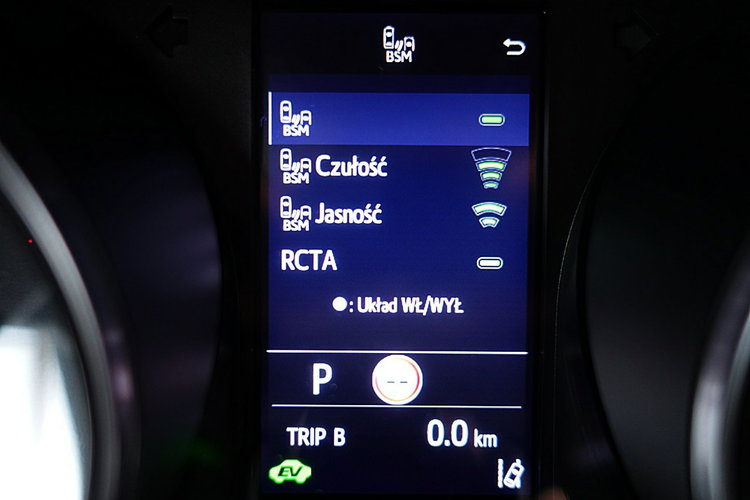 BSM
BSM
BSM Czułość
BSM Jasność
RCTA
: Układ WŁ/WYŁ
P --
TRIP B 0.0 km
EV